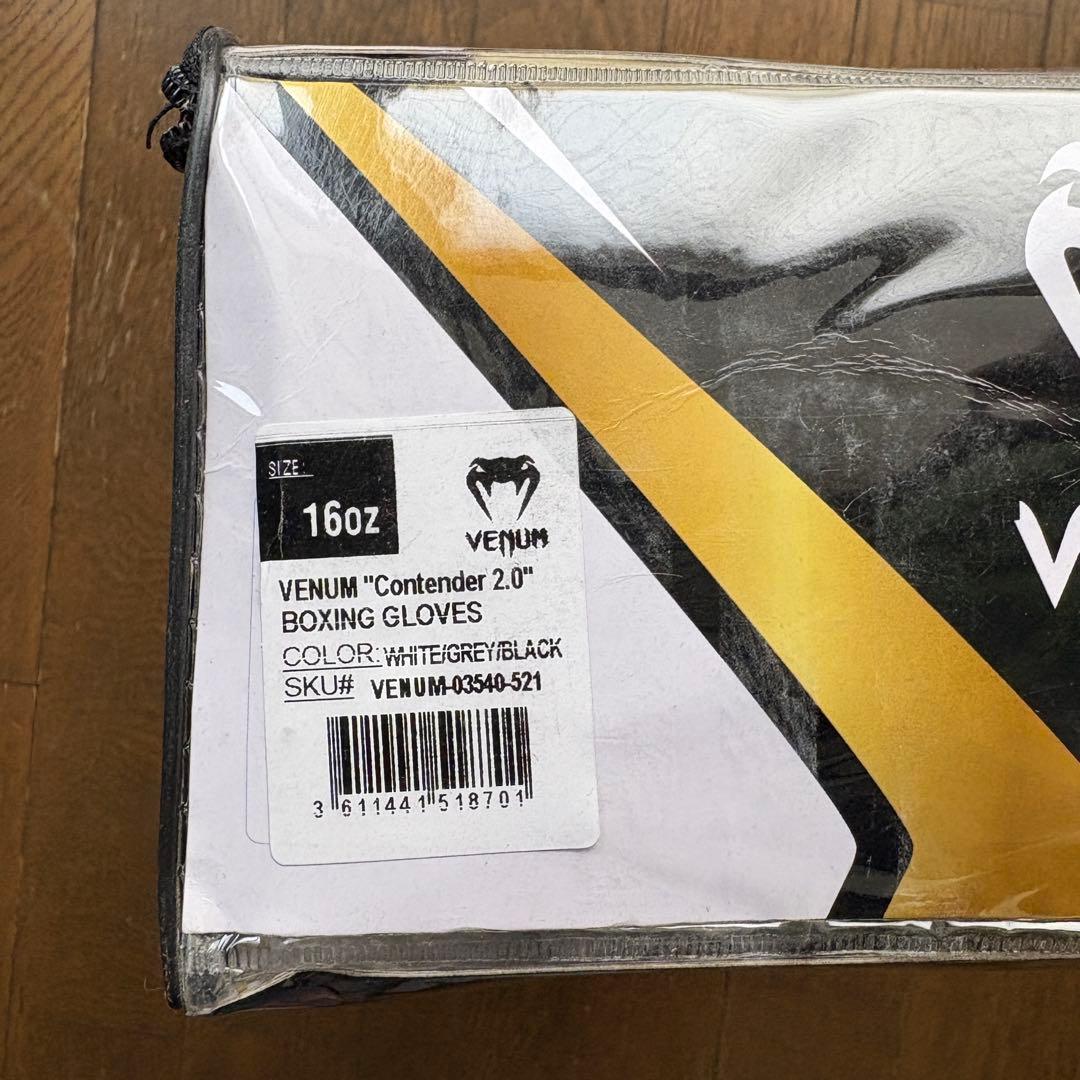 SIZE:
16oz
VENUM
VENUM "Contender 2.0"
BOXING GLOVES
COLOR: WHITE/GREY/BLACK
SKU# VENUM-03540-521
3 611441 518701
V